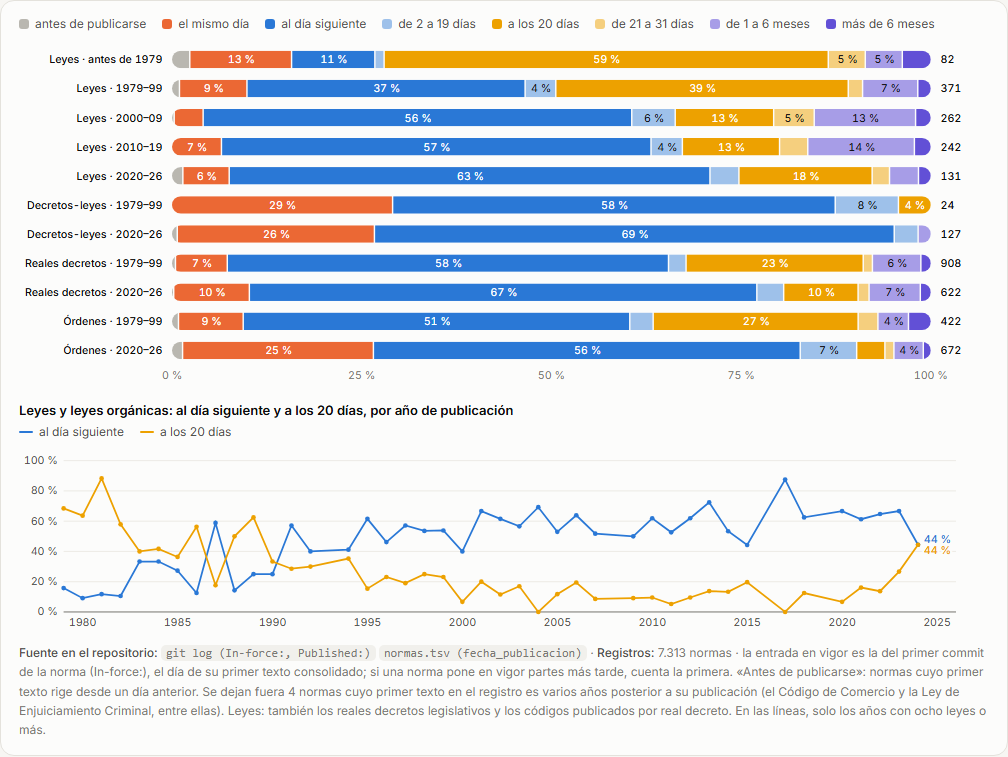 antes de publicarse el mismo día al día siguiente de 2 a 19 días a los 20 días de 21 a 31 días de 1 a 6 meses más de 6 meses
Leyes · antes de 1979 13 % 11 % 59 % 5 % 5 % 82
Leyes · 1979–99 9 % 37 % 4 % 39 % 7 % 371
Leyes · 2000–09 56 % 6 % 13 % 5 % 13 % 262
Leyes · 2010–19 7 % 57 % 4 % 13 % 14 % 242
Leyes · 2020–26 6 % 63 % 18 % 131
Decretos-leyes · 1979–99 29 % 58 % 8 % 4 % 24
Decretos-leyes · 2020–26 26 % 69 % 127
Reales decretos · 1979–99 7 % 58 % 23 % 6 % 908
Reales decretos · 2020–26 10 % 67 % 10 % 7 % 622
Órdenes · 1979–99 9 % 51 % 27 % 4 % 422
Órdenes · 2020–26 25 % 56 % 7 % 4 % 672
0 % 25 % 50 % 75 % 100 %
Leyes y leyes orgánicas: al día siguiente y a los 20 días, por año de publicación
al día siguiente a los 20 días
100 %
80 %
60 %
44 %
44 %
40 %
20 %
0 %
1980 1985 1990 1995 2000 2005 2010 2015 2020 2025
Fuente en el repositorio: git log (In-force:, Published:) normas.tsv (fecha_publicacion) · Registros: 7.313 normas · la entrada en vigor es la del primer commit
de la norma (In-force:), el día de su primer texto consolidado; si una norma pone en vigor partes más tarde, cuenta la primera. «Antes de publicarse»: normas cuyo primer
texto rige desde un día anterior. Se dejan fuera 4 normas cuyo primer texto en el registro es varios años posterior a su publicación (el Código de Comercio y la Ley de
Enjuiciamiento Criminal, entre ellas). Leyes: también los reales decretos legislativos y los códigos publicados por real decreto. En las líneas, solo los años con ocho leyes o
más.